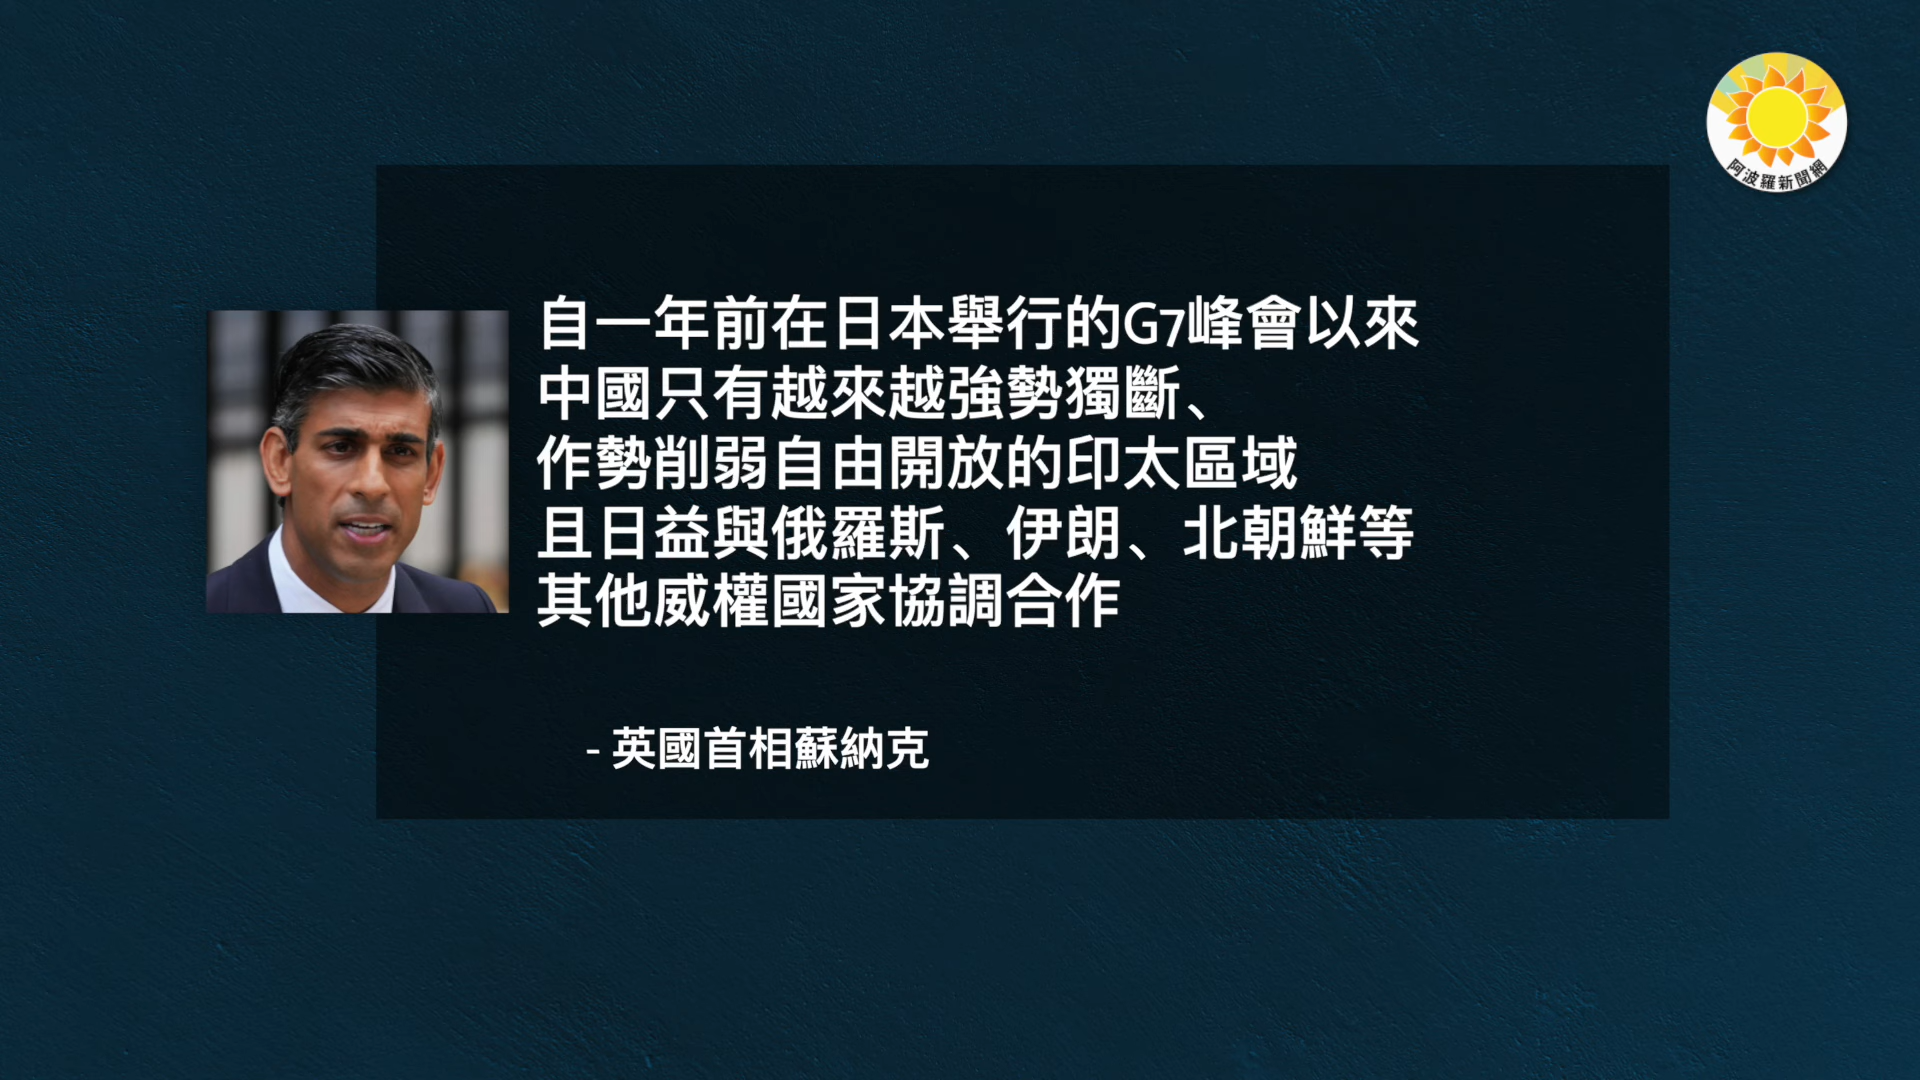 阿波羅新聞網
自一年前在日本舉行的G7峰會以來
中國只有越來越強勢獨斷、
作勢削弱自由開放的印太區域
且日益與俄羅斯、伊朗、北朝鮮等
其他威權國家協調合作
- 英國首相蘇納克